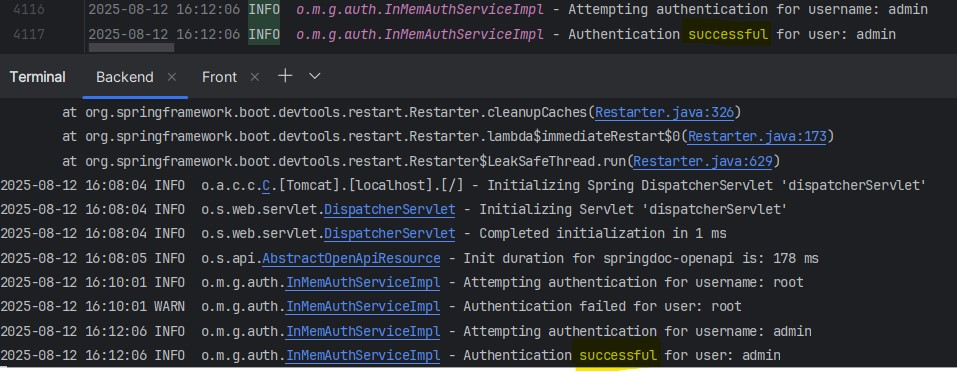 4116 2025-08-12 16:12:06 INFO o.m.g.auth.InMemAuthServiceImpl - Attempting authentication for username: admin
4117 2025-08-12 16:12:06 INFO o.m.g.auth.InMemAuthServiceImpl - Authentication successful for user: admin
Terminal Backend × Front × + ⌄
at org.springframework.boot.devtools.restart.Restarter.cleanupCaches(Restarter.java:326)
at org.springframework.boot.devtools.restart.Restarter.lambda$immediateRestart$0(Restarter.java:173)
at org.springframework.boot.devtools.restart.Restarter$LeakSafeThread.run(Restarter.java:629)
2025-08-12 16:08:04 INFO o.a.c.c.C.[Tomcat].[localhost].[/] - Initializing Spring DispatcherServlet 'dispatcherServlet'
2025-08-12 16:08:04 INFO o.s.web.servlet.DispatcherServlet - Initializing Servlet 'dispatcherServlet'
2025-08-12 16:08:04 INFO o.s.web.servlet.DispatcherServlet - Completed initialization in 1 ms
2025-08-12 16:08:05 INFO o.s.api.AbstractOpenApiResource - Init duration for springdoc-openapi is: 178 ms
2025-08-12 16:10:01 INFO o.m.g.auth.InMemAuthServiceImpl - Attempting authentication for username: root
2025-08-12 16:10:01 WARN o.m.g.auth.InMemAuthServiceImpl - Authentication failed for user: root
2025-08-12 16:12:06 INFO o.m.g.auth.InMemAuthServiceImpl - Attempting authentication for username: admin
2025-08-12 16:12:06 INFO o.m.g.auth.InMemAuthServiceImpl - Authentication successful for user: admin